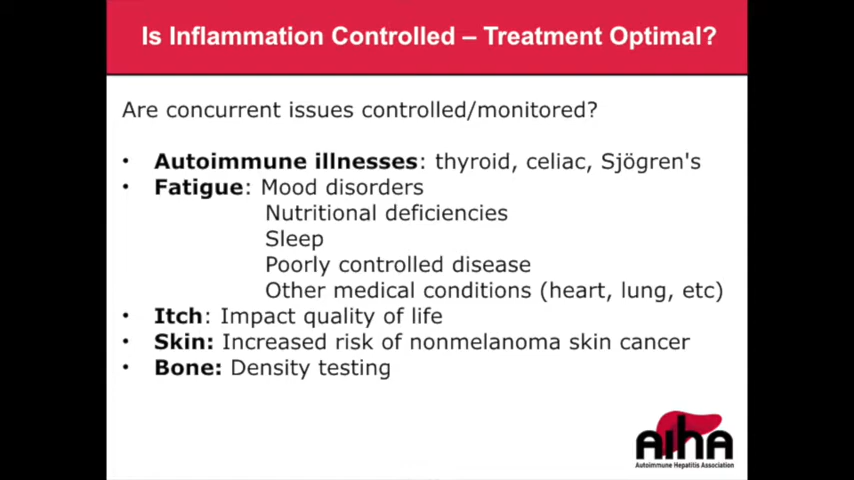 Is Inflammation Controlled – Treatment Optimal?
Are concurrent issues controlled/monitored?
• Autoimmune illnesses: thyroid, celiac, Sjögren's
• Fatigue: Mood disorders
Nutritional deficiencies
Sleep
Poorly controlled disease
Other medical conditions (heart, lung, etc)
• Itch: Impact quality of life
• Skin: Increased risk of nonmelanoma skin cancer
• Bone: Density testing
AIHA
Autoimmune Hepatitis Association